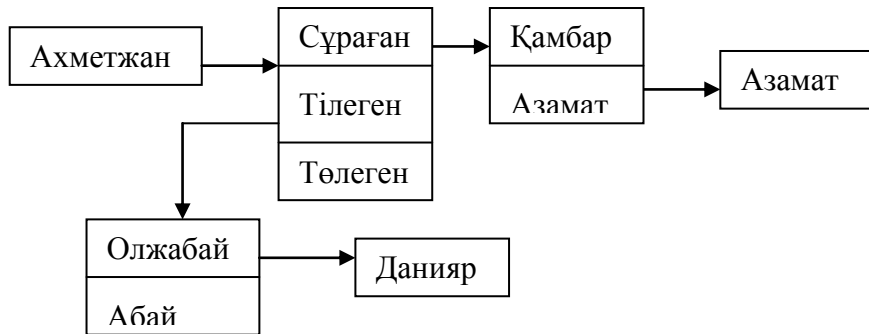 Ахметжан
Сұраған
Тілеген
Төлеген
Қамбар
Азамат
Азамат
Олжабай
Абай
Данияр